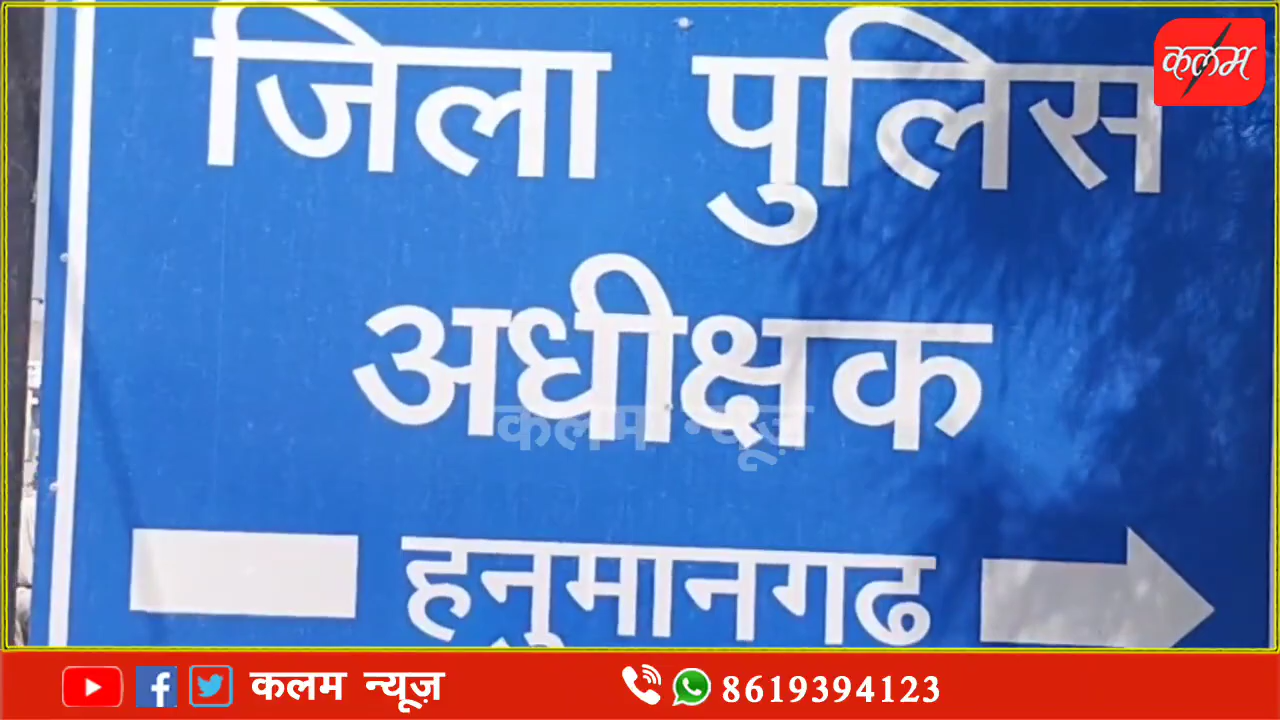 कलम
जिला पुलिस
अधीक्षक
कलम न्यूज़
हनुमानगढ
कलम न्यूज़ 8619394123